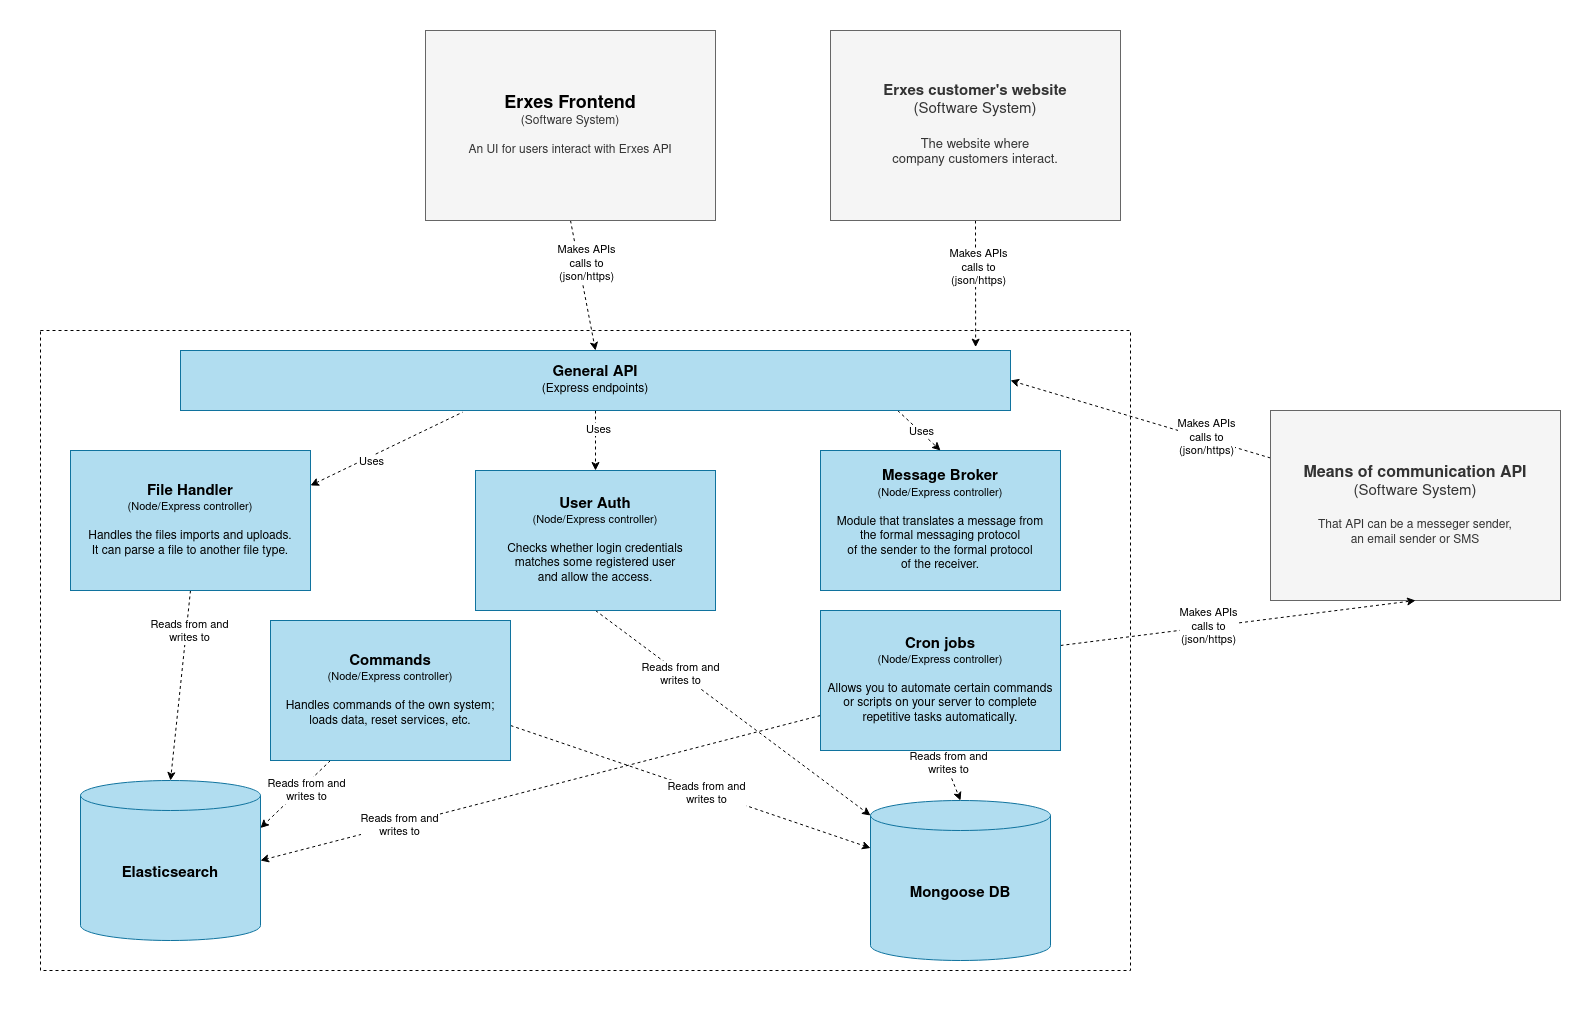 Erxes Frontend
(Software System)
An UI for users interact with Erxes API
Erxes customer's website
(Software System)
The website where
company customers interact.
Makes APIs
calls to
(json/https)
Makes APIs
calls to
(json/https)
General API
(Express endpoints)
Makes APIs
calls to
(json/https)
Means of communication API
(Software System)
That API can be a messeger sender,
an email sender or SMS
Uses
Uses
Uses
File Handler
(Node/Express controller)
Handles the files imports and uploads.
It can parse a file to another file type.
User Auth
(Node/Express controller)
Checks whether login credentials
matches some registered user
and allow the access.
Message Broker
(Node/Express controller)
Module that translates a message from
the formal messaging protocol
of the sender to the formal protocol
of the receiver.
Makes APIs
calls to
(json/https)
Reads from and
writes to
Commands
(Node/Express controller)
Handles commands of the own system;
loads data, reset services, etc.
Reads from and
writes to
Cron jobs
(Node/Express controller)
Allows you to automate certain commands
or scripts on your server to complete
repetitive tasks automatically.
Reads from and
writes to
Reads from and
writes to
Reads from and
writes to
Reads from and
writes to
Elasticsearch
Mongoose DB